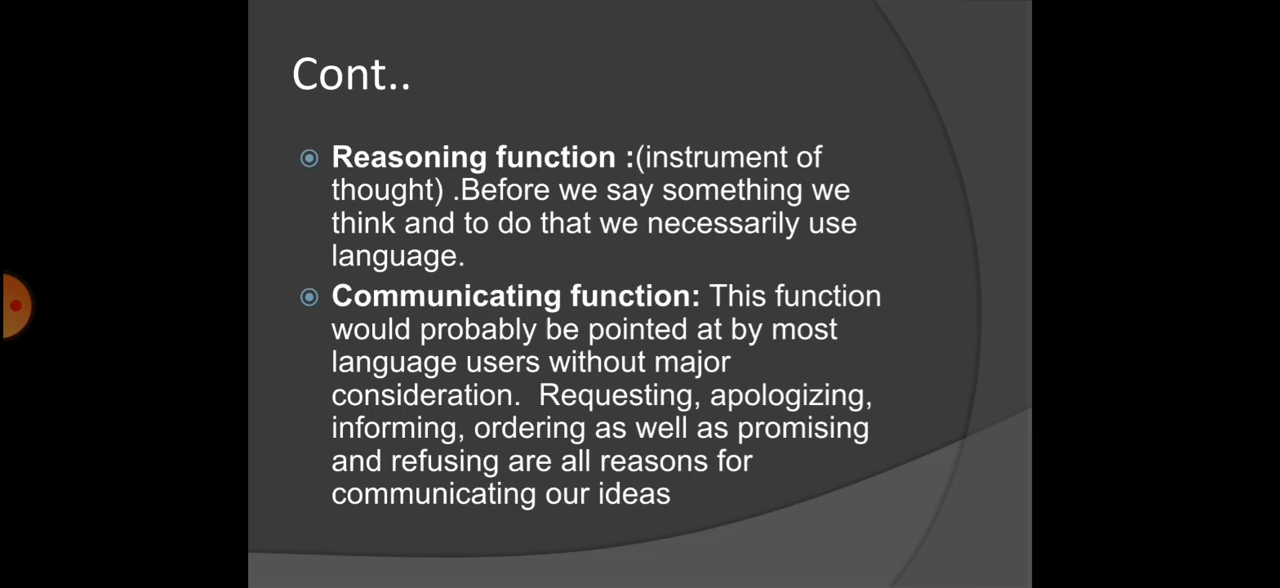 Cont..
Reasoning function :(instrument of
thought) .Before we say something we
think and to do that we necessarily use
language.
Communicating function: This function
would probably be pointed at by most
language users without major
consideration.  Requesting, apologizing,
informing, ordering as well as promising
and refusing are all reasons for
communicating our ideas